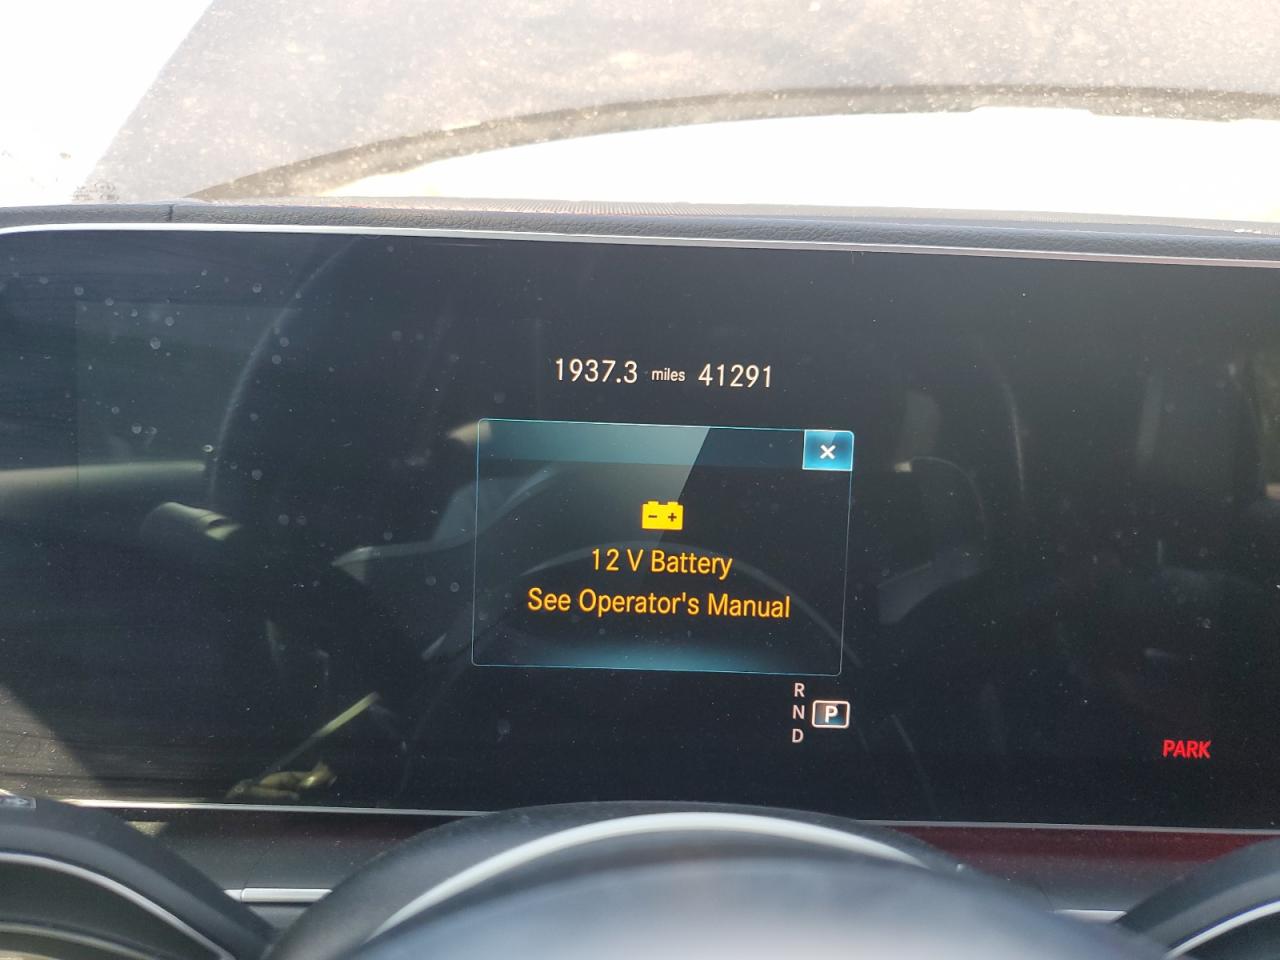 1937.3 miles 41291
12 V Battery
See Operator's Manual
R
N P
D
PARK